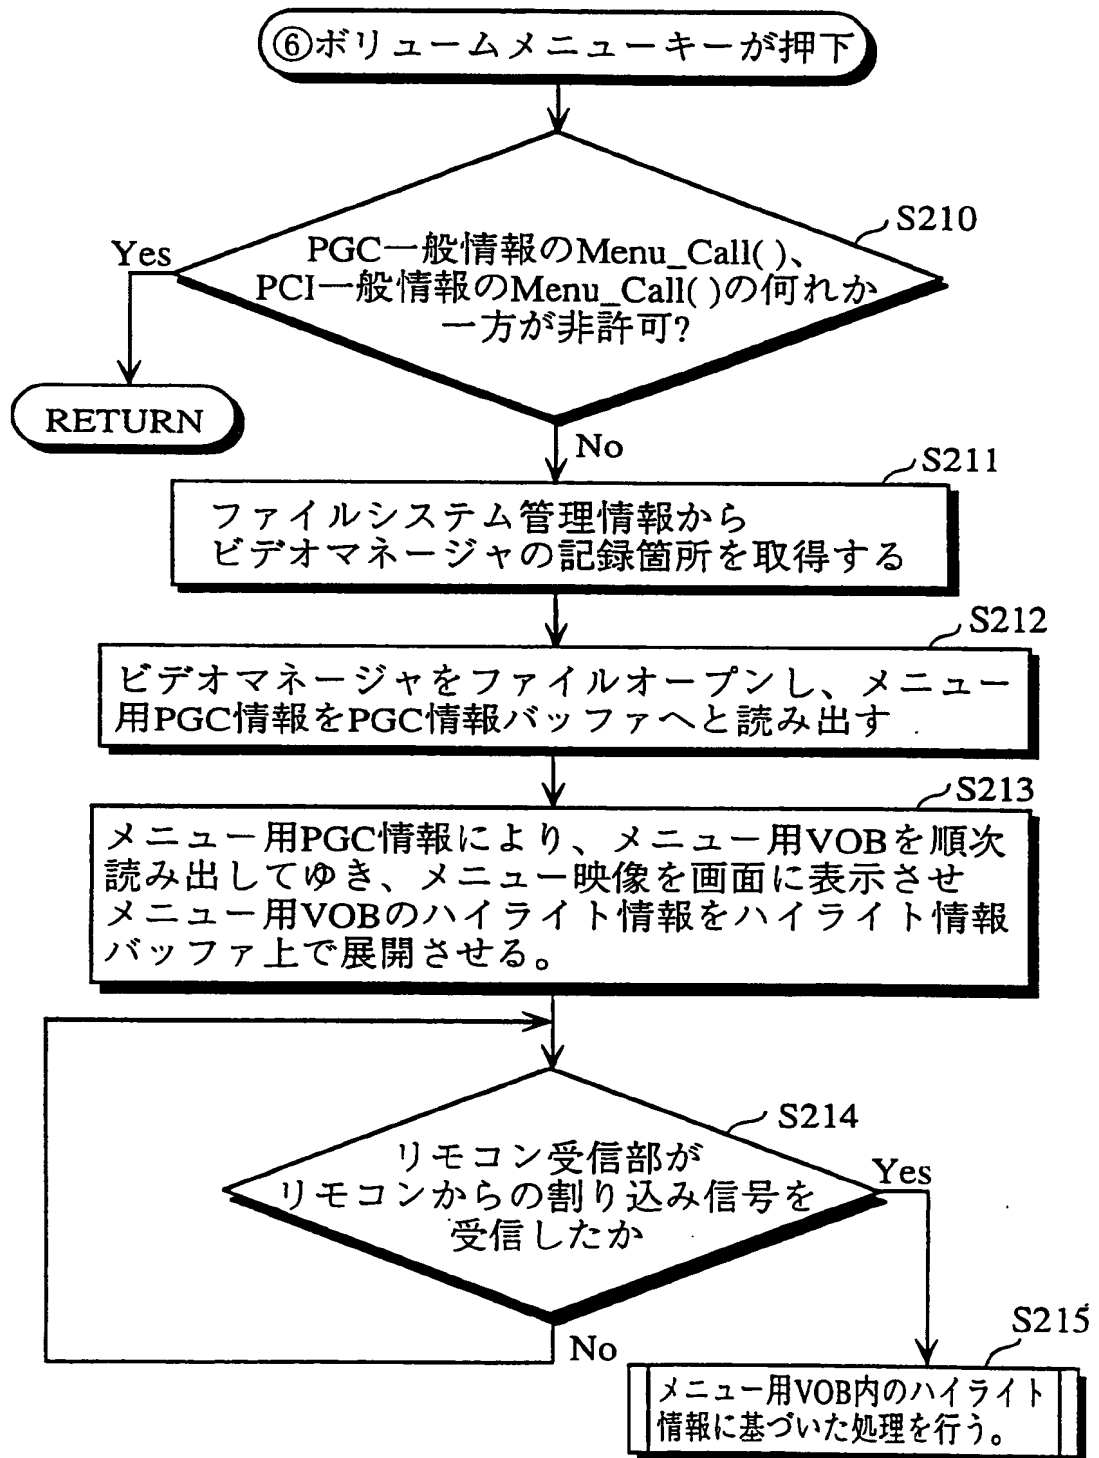 ⑥ボリュームメニューキーが押下
S210
Yes
PGC一般情報のMenu_Call( )、
PCI一般情報のMenu_Call( )の何れか
一方が非許可?
RETURN
No
S211
ファイルシステム管理情報から
ビデオマネージャの記録箇所を取得する
S212
ビデオマネージャをファイルオープンし、メニュー
用PGC情報をPGC情報バッファへと読み出す
S213
メニュー用PGC情報により、メニュー用VOBを順次
読み出してゆき、メニュー映像を画面に表示させ
メニュー用VOBのハイライト情報をハイライト情報
バッファ上で展開させる。
S214
リモコン受信部が
リモコンからの割り込み信号を
受信したか
Yes
No
S215
メニュー用VOB内のハイライト
情報に基づいた処理を行う。